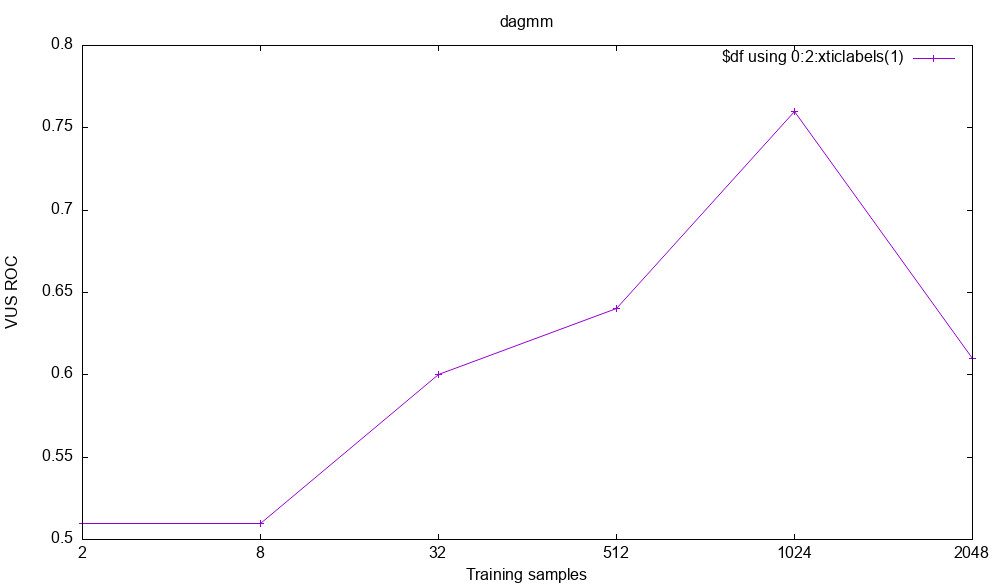 dagmm
$df using 0:2:xticlabels(1)
0.8
0.75
0.7
0.65
0.6
0.55
0.5
VUS ROC
2 8 32 512 1024 2048
Training samples